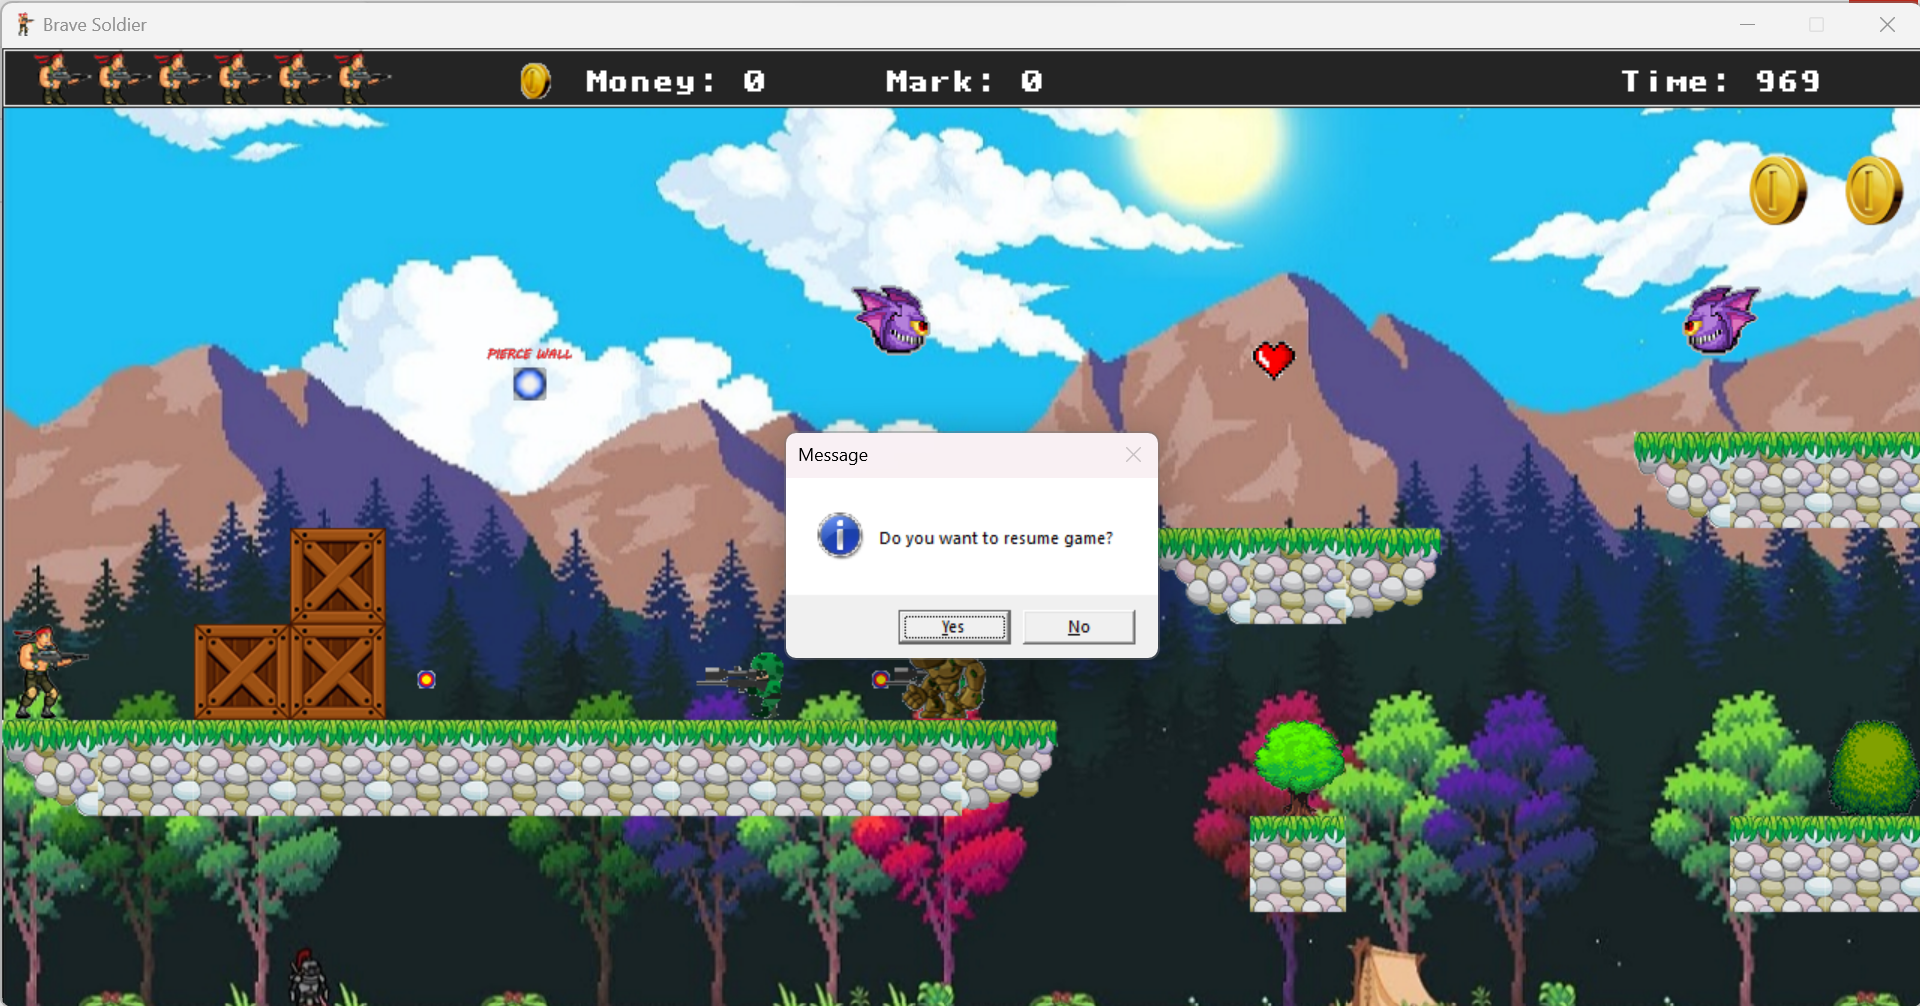 Brave Soldier
Money: 0 Mark: 0 Time: 969
PIERCE WALL
Message
Do you want to resume game?
Yes No